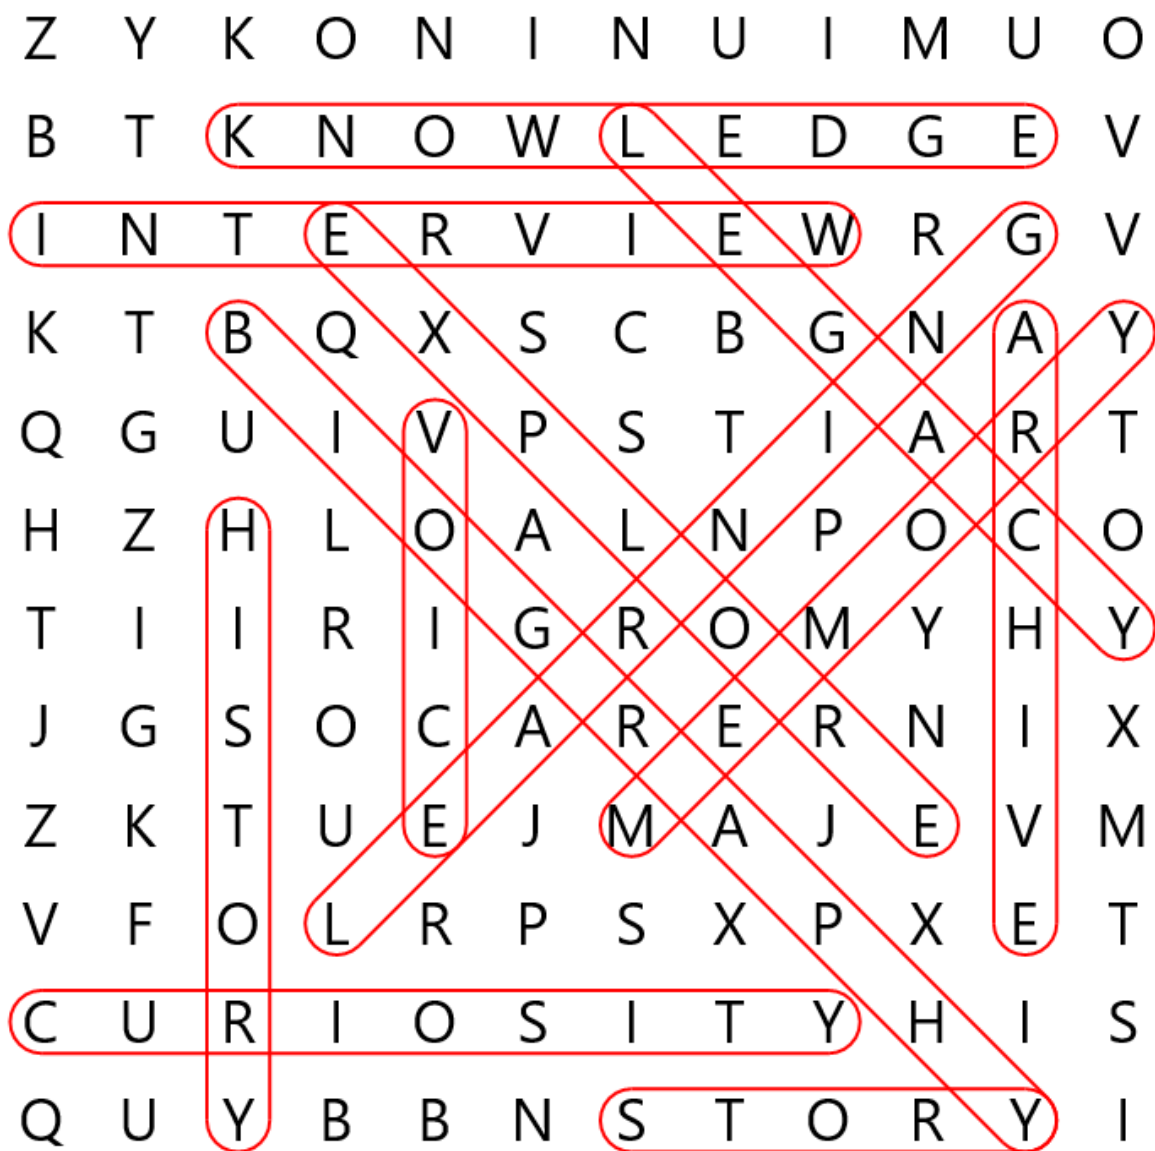 Z Y K O N I N U I M U O
B T K N O W L E D G E V
I N T E R V I E W R G V
K T B Q X S C B G N A Y
Q G U I V P S T I A R T
H Z H L O A L N P O C O
T I I R I G R O M Y H Y
J G S O C A R E R N I X
Z K T U E J M A J E V M
V F O L R P S X P X E T
C U R I O S I T Y H I S
Q U Y B B N S T O R Y I